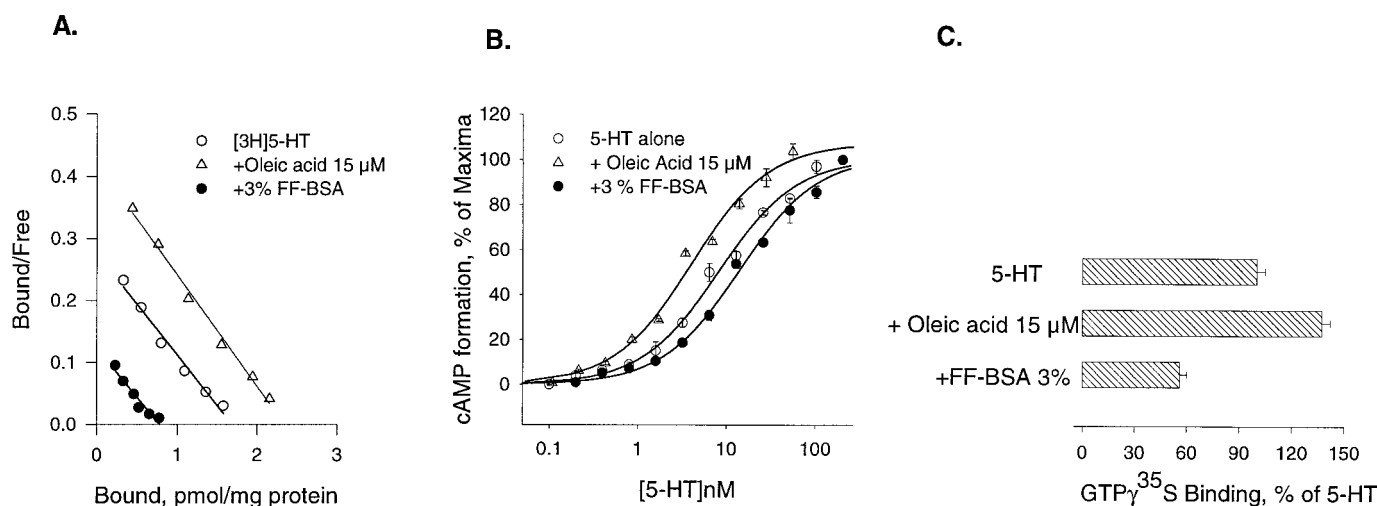 A.
Bound/Free
0.5
0.4
0.3
0.2
0.1
0.0
[3H]5-HT
+Oleic acid 15 µM
+3% FF-BSA
0 1 2 3
Bound, pmol/mg protein
B.
cAMP formation, % of Maxima
120
100
80
60
40
20
0
5-HT alone
+ Oleic Acid 15 µM
+3 % FF-BSA
0.1 1 10 100
[5-HT]nM
C.
5-HT
+ Oleic acid 15 µM
+FF-BSA 3%
0 30 60 90 120 150
GTPγ³⁵S Binding, % of 5-HT